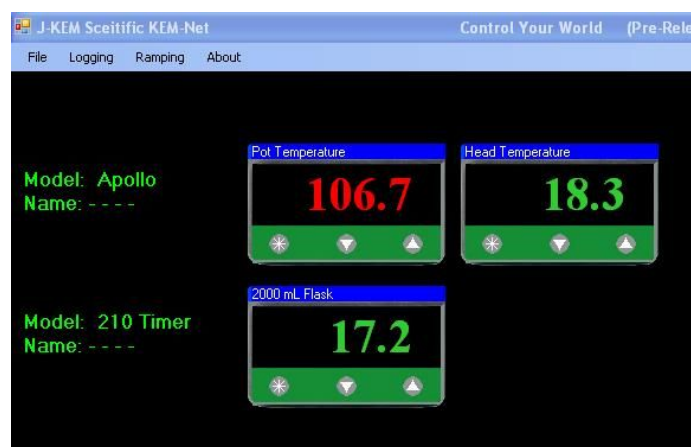 J-KEM Sceitific KEM-Net Control Your World (Pre-Rele
File Logging Ramping About
Pot Temperature Head Temperature
Model: Apollo
Name: - - - -
106.7 18.3
2000 mL Flask
Model: 210 Timer
Name: - - - -
17.2